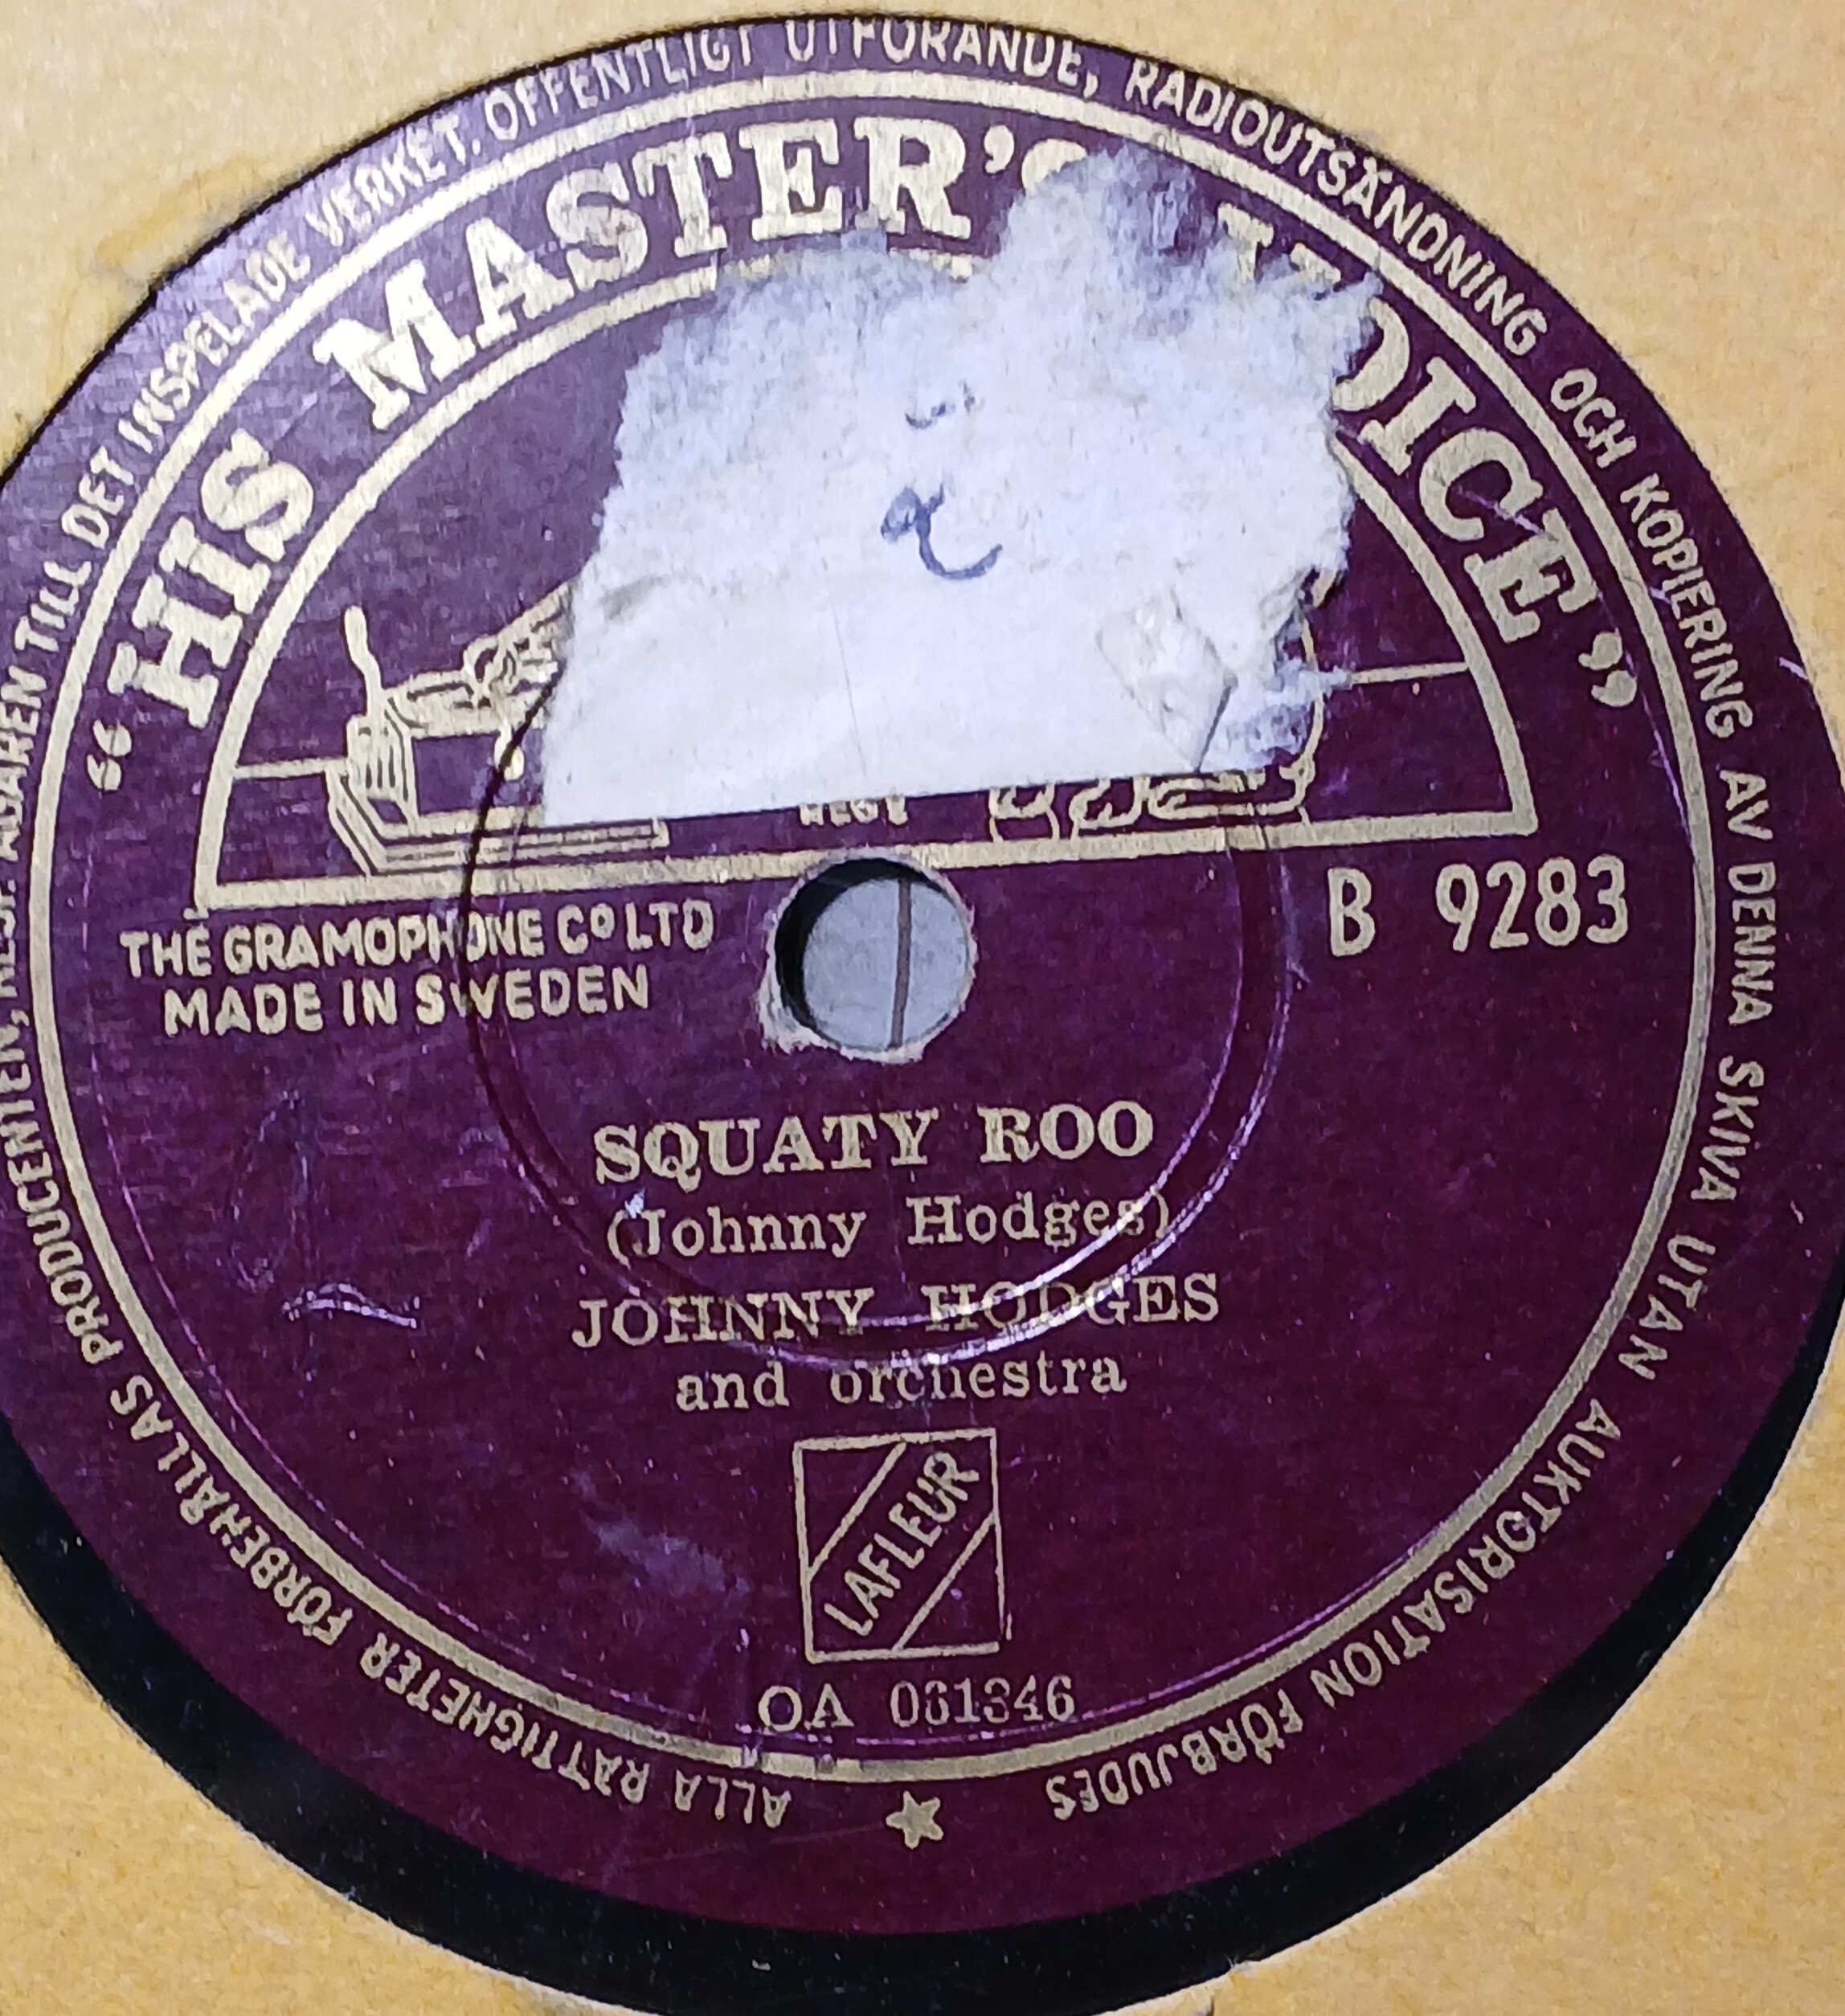 ALLA RÄTTIGHETER FÖRBEHÅLLAS PRODUCENTEN, RESP. ÄGAREN TILL DET INSPELADE VERKET. OFFENTLIGT UTFÖRANDE, RADIOUTSÄNDNING OCH KOPIERING AV DENNA SKIVA UTAN AUKTORISATION FÖRBJUDES
“HIS MASTER'S VOICE”
THE GRAMOPHONE Co LTD
MADE IN SWEDEN
B 9283
SQUATY ROO
(Johnny Hodges)
JOHNNY HODGES
and orchestra
LAFLEUR
OA 061346